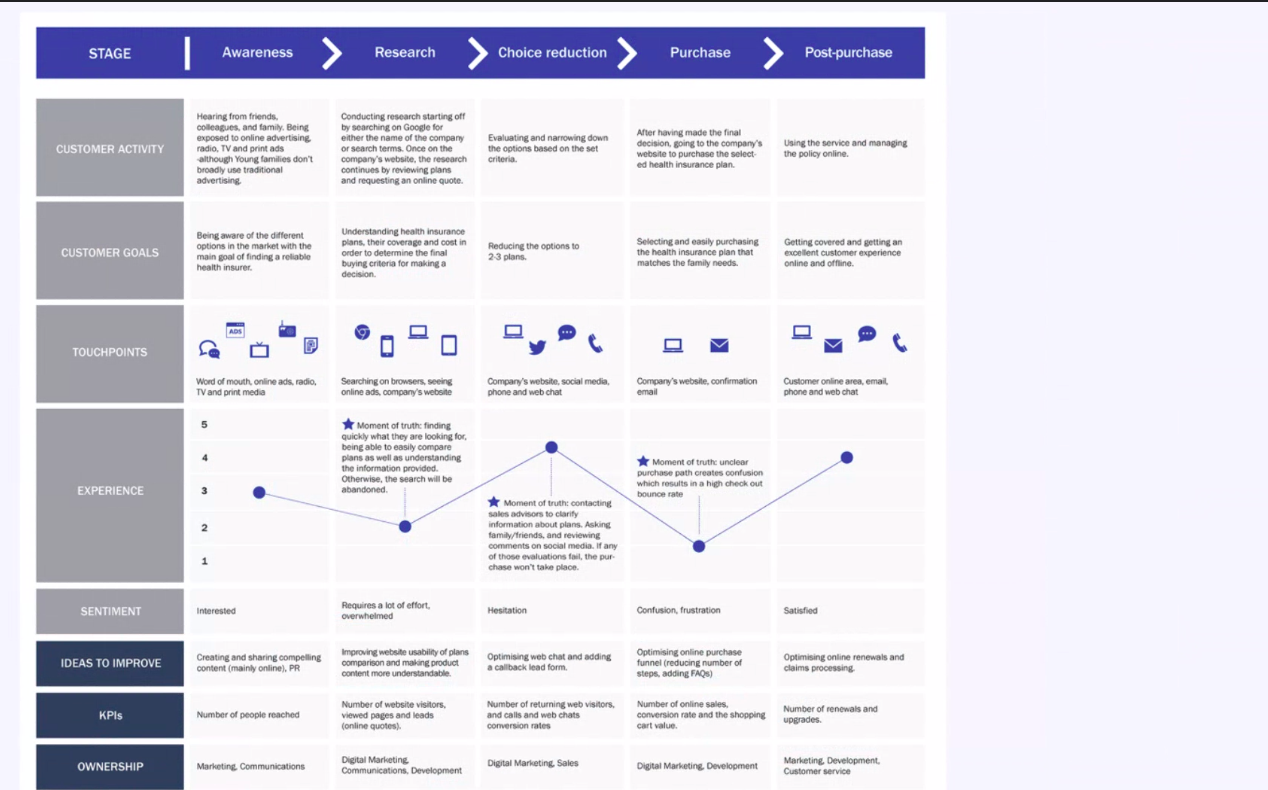 STAGE
Awareness
Research
Choice reduction
Purchase
Post-purchase
CUSTOMER ACTIVITY
Hearing from friends,
colleagues, and family. Being
exposed to online advertising,
radio, TV and print ads
-although Young families don't
broadly use traditional
advertising.
Conducting research starting off
by searching on Google for
either the name of the company
or search terms. Once on the
company's website, the research
continues by reviewing plans
and requesting an online quote.
Evaluating and narrowing down
the options based on the set
criteria.
After having made the final
decision, going to the company's
website to purchase the select-
ed health insurance plan.
Using the service and managing
the policy online.
CUSTOMER GOALS
Being aware of the different
options in the market with the
main goal of finding a reliable
health insurer.
Understanding health insurance
plans, their coverage and cost in
order to determine the final
buying criteria for making a
decision.
Reducing the options to
2-3 plans.
Selecting and easily purchasing
the health insurance plan that
matches the family needs.
Getting covered and getting an
excellent customer experience
online and offline.
TOUCHPOINTS
ADS
Word of mouth, online ads, radio,
TV and print media
Searching on browsers, seeing
online ads, company's website
Company's website, social media,
phone and web chat
Company's website, confirmation
email
Customer online area, email,
phone and web chat
EXPERIENCE
5
4
3
2
1
Moment of truth: finding
quickly what they are looking for,
being able to easily compare
plans as well as understanding
the information provided.
Otherwise, the search will be
abandoned.
Moment of truth: contacting
sales advisors to clarify
information about plans. Asking
family/friends, and reviewing
comments on social media. If any
of those evaluations fail, the pur-
chase won't take place.
Moment of truth: unclear
purchase path creates confusion
which results in a high check out
bounce rate
SENTIMENT
Interested
Requires a lot of effort,
overwhelmed
Hesitation
Confusion, frustration
Satisfied
IDEAS TO IMPROVE
Creating and sharing compelling
content (mainly online), PR
Improving website usability of plans
comparison and making product
content more understandable.
Optimising web chat and adding
a callback lead form.
Optimising online purchase
funnel (reducing number of
steps, adding FAQs)
Optimising online renewals and
claims processing.
KPIs
Number of people reached
Number of website visitors,
viewed pages and leads
(online quotes).
Number of returning web visitors,
and calls and web chats
conversion rates
Number of online sales,
conversion rate and the shopping
cart value.
Number of renewals and
upgrades.
OWNERSHIP
Marketing, Communications
Digital Marketing,
Communications, Development
Digital Marketing, Sales
Digital Marketing, Development
Marketing, Development,
Customer service